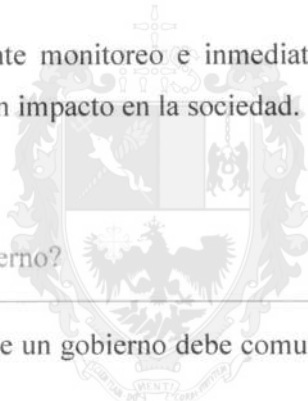 nte monitoreo e inmediat
n impacto en la sociedad.
erno?
e un gobierno debe comu